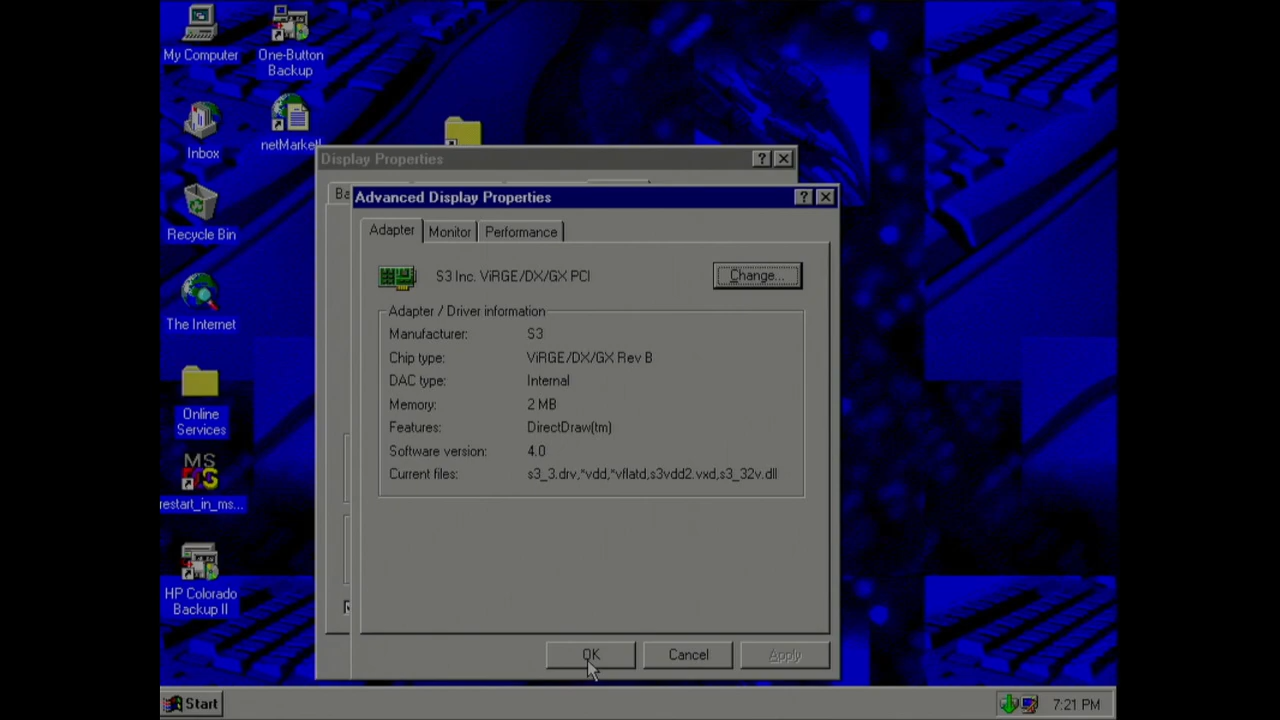 My Computer
One-Button
Backup
Inbox
netMarket
Recycle Bin
The Internet
Online
Services
MS
restart_in_ms...
HP Colorado
Backup II
Display Properties
Ba
Advanced Display Properties
Adapter
Monitor
Performance
S3 Inc. ViRGE/DX/GX PCI
Change...
Adapter / Driver information
Manufacturer: S3
Chip type: ViRGE/DX/GX Rev B
DAC type: Internal
Memory: 2 MB
Features: DirectDraw(tm)
Software version: 4.0
Current files: s3_3.drv,*vdd,*vflatd,s3vdd2.vxd,s3_32v.dll
OK
Cancel
Apply
Start
7:21 PM